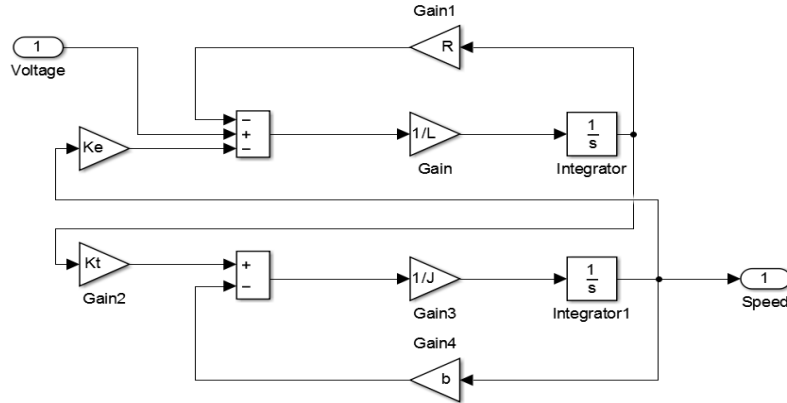 Gain1
R
1
Voltage
−
+
−
Ke
1/L
Gain
1
s
Integrator
Kt
Gain2
+
−
1/J
Gain3
1
s
Integrator1
1
Speed
Gain4
b